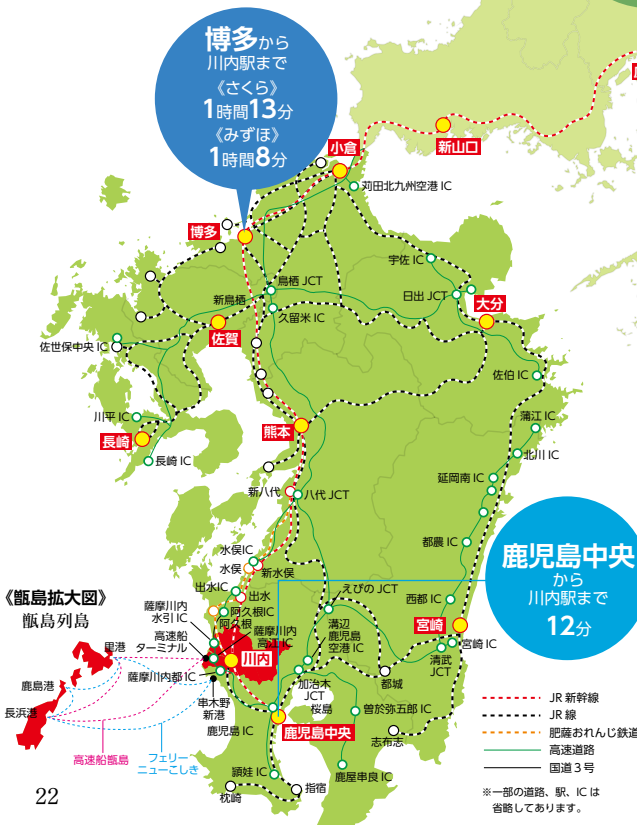 博多から
川内駅まで
《さくら》
1時間13分
《みずほ》
1時間8分
小倉
新山口
苅田北九州空港 IC
博多
宇佐 IC
鳥栖 JCT
日出 JCT
大分
新鳥栖
久留米 IC
佐賀
佐世保中央 IC
佐伯 IC
川平 IC
蒲江 IC
長崎
熊本
長崎 IC
北川 IC
延岡南 IC
新八代
八代 JCT
都農 IC
鹿児島中央
から
川内駅まで
12分
水俣IC
水俣
新水俣
出水IC
出水
えびの JCT
西都 IC
宮崎
宮崎 IC
清武
JCT
《甑島拡大図》
甑島列島
薩摩川内
水引 IC
阿久根IC
阿久根
薩摩川内
高江 IC
溝辺
鹿児島
空港 IC
高速船
ターミナル
川内
里港
薩摩川内都 IC
鹿島港
長浜港
串木野
新港
加治木
JCT
桜島
都城
曽於弥五郎 IC
鹿児島 IC
鹿児島中央
志布志
高速船甑島
フェリー
ニューこしき
頴娃 IC
鹿屋串良 IC
枕崎
指宿
JR 新幹線
JR 線
肥薩おれんじ鉄道
高速道路
国道３号
※一部の道路、駅、IC は
省略してあります。
22